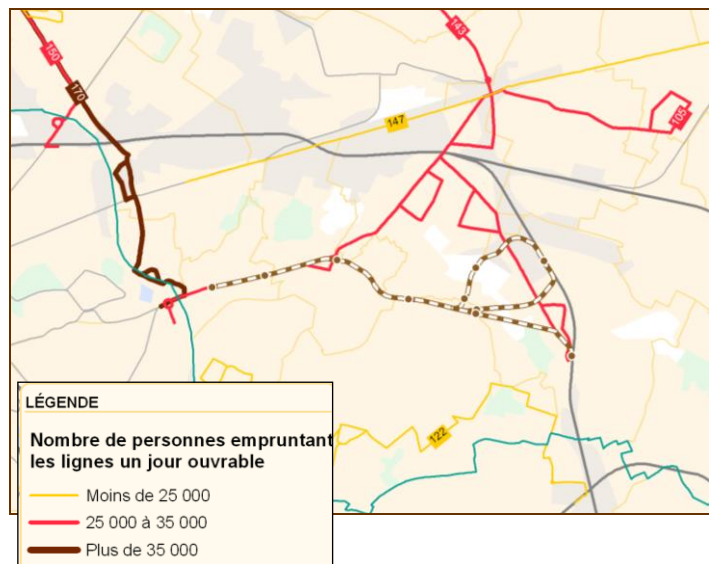 143
150
170
105
147
122
LÉGENDE
Nombre de personnes empruntant
les lignes un jour ouvrable
Moins de 25 000
25 000 à 35 000
Plus de 35 000